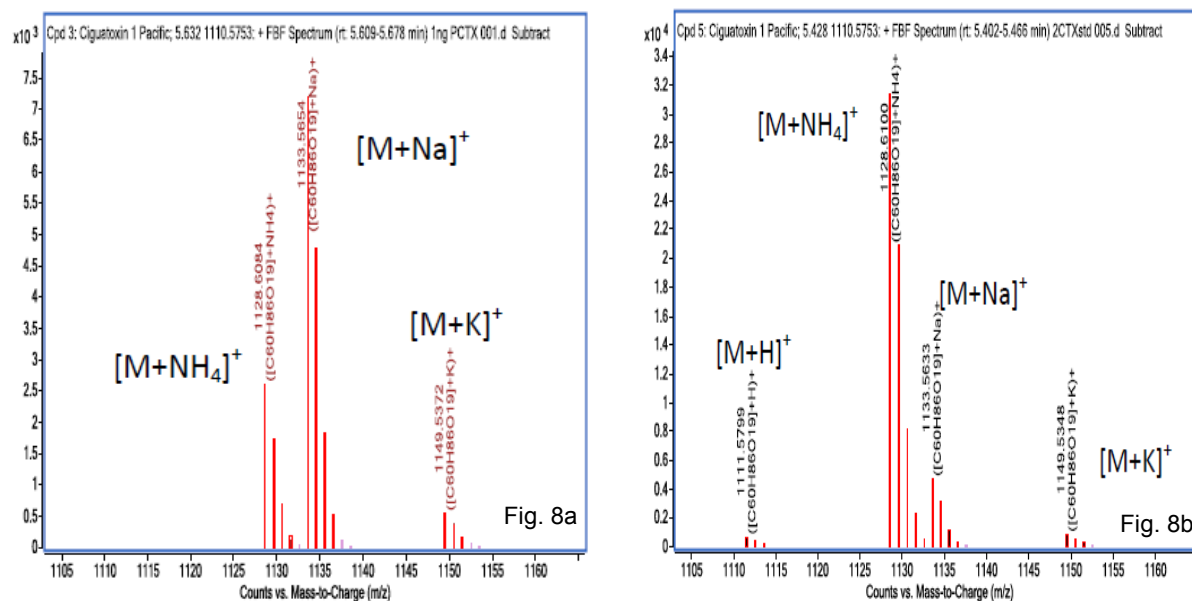 Cpd 3: Ciguatoxin 1 Pacific; 5.632 1110.5753: + FBF Spectrum (rt: 5.609-5.678 min) 1ng PCTX 001.d Subtract
x10³
7.5
7
6.5
6
5.5
5
4.5
4
3.5
3
2.5
2
1.5
1
0.5
0
1128.6084
([C60H86O19]+NH4)+
[M+NH₄]⁺
1133.5654
([C60H86O19]+Na)+
[M+Na]⁺
1149.5372
([C60H86O19]+K)+
[M+K]⁺
Fig. 8a
1105 1110 1115 1120 1125 1130 1135 1140 1145 1150 1155 1160
Counts vs. Mass-to-Charge (m/z)
Cpd 5: Ciguatoxin 1 Pacific; 5.428 1110.5753: + FBF Spectrum (rt: 5.402-5.466 min) 2CTXstd 005.d Subtract
x10⁴
3.4
3.2
3
2.8
2.6
2.4
2.2
2
1.8
1.6
1.4
1.2
1
0.8
0.6
0.4
0.2
0
[M+H]⁺
1111.5799
([C60H86O19]+H)+
[M+NH₄]⁺
1128.6100
([C60H86O19]+NH4)+
[M+Na]⁺
1133.5633
([C60H86O19]+Na)+
1149.5348
([C60H86O19]+K)+
[M+K]⁺
Fig. 8b
1105 1110 1115 1120 1125 1130 1135 1140 1145 1150 1155 1160
Counts vs. Mass-to-Charge (m/z)